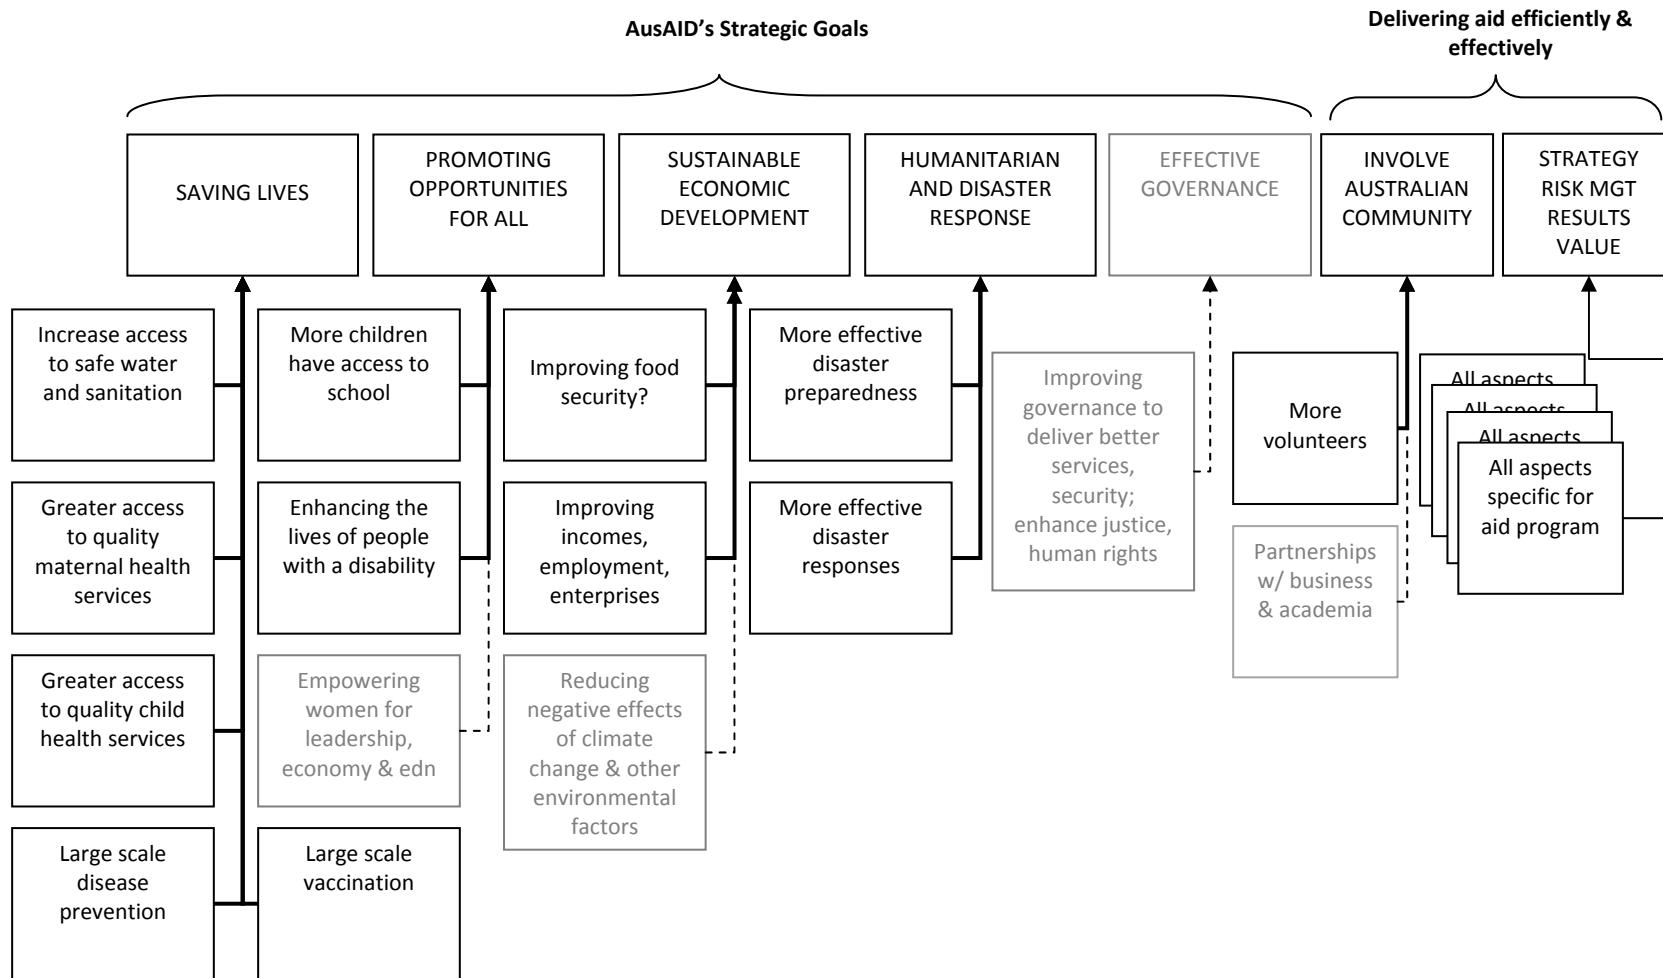 AusAID’s Strategic Goals
Delivering aid efficiently &
effectively
SAVING LIVES
PROMOTING
OPPORTUNITIES
FOR ALL
SUSTAINABLE
ECONOMIC
DEVELOPMENT
HUMANITARIAN
AND DISASTER
RESPONSE
EFFECTIVE
GOVERNANCE
INVOLVE
AUSTRALIAN
COMMUNITY
STRATEGY
RISK MGT
RESULTS
VALUE
Increase access
to safe water
and sanitation
More children
have access to
school
Improving food
security?
More effective
disaster
preparedness
Improving
governance to
deliver better
services,
security;
enhance justice,
human rights
More
volunteers
All aspects
All aspects
All aspects
All aspects
specific for
aid program
Greater access
to quality
maternal health
services
Enhancing the
lives of people
with a disability
Improving
incomes,
employment,
enterprises
More effective
disaster
responses
Partnerships
w/ business
& academia
Greater access
to quality child
health services
Empowering
women for
leadership,
economy & edn
Reducing
negative effects
of climate
change & other
environmental
factors
Large scale
disease
prevention
Large scale
vaccination